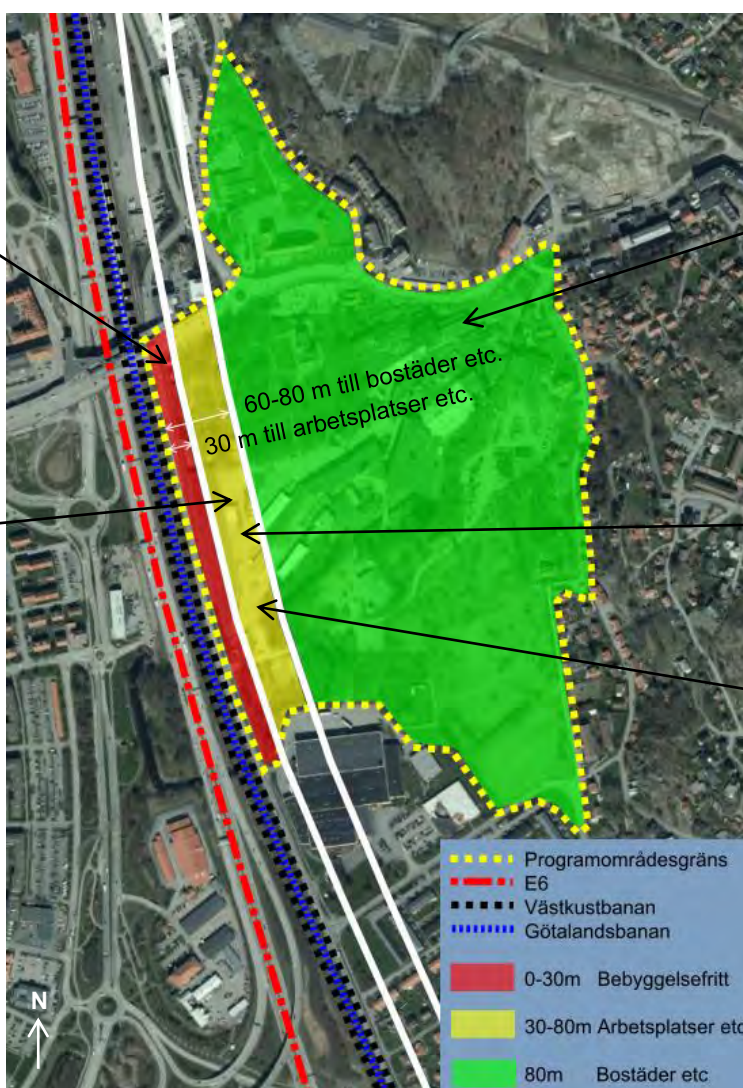 60-80 m till bostäder etc.
30 m till arbetsplatser etc.
Programområdesgräns
E6
Västkustbanan
Götalandsbanan
0-30m Bebyggelsefritt
30-80m Arbetsplatser etc
80m Bostäder etc
N